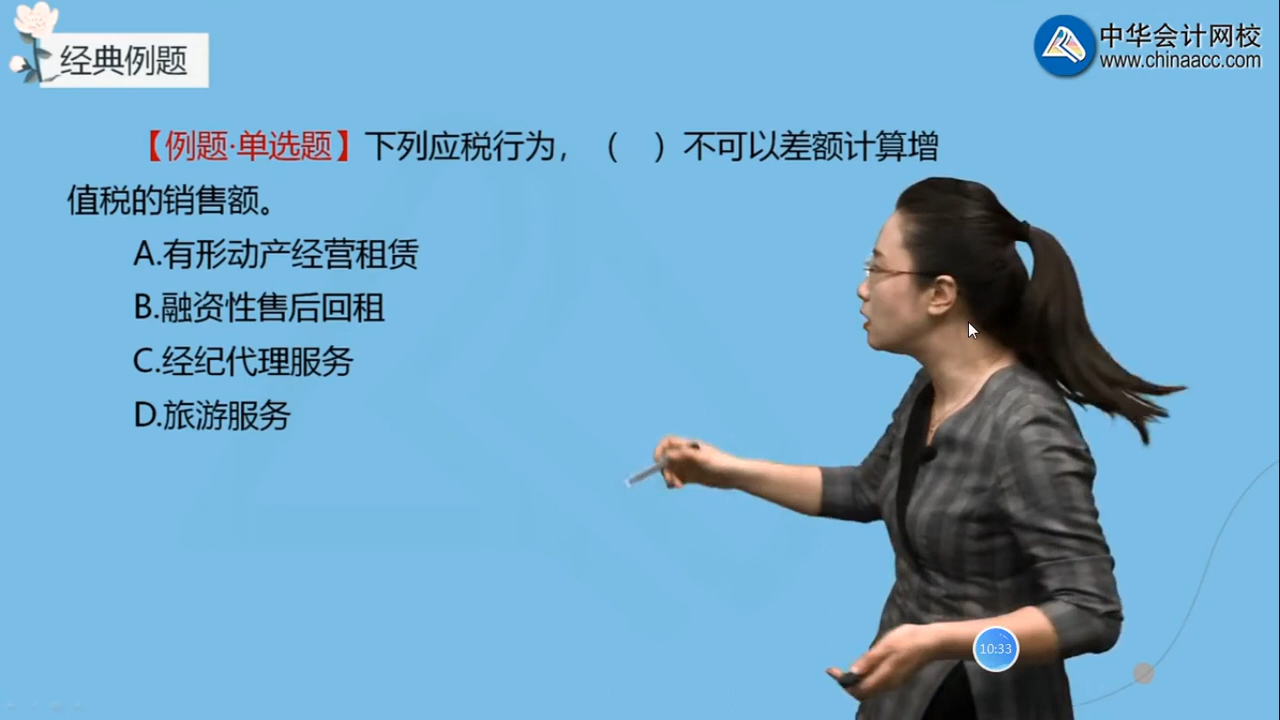 经典例题
中华会计网校
www.chinaacc.com
【例题·单选题】下列应税行为，（　）不可以差额计算增
值税的销售额。
A.有形动产经营租赁
B.融资性售后回租
C.经纪代理服务
D.旅游服务
10:33